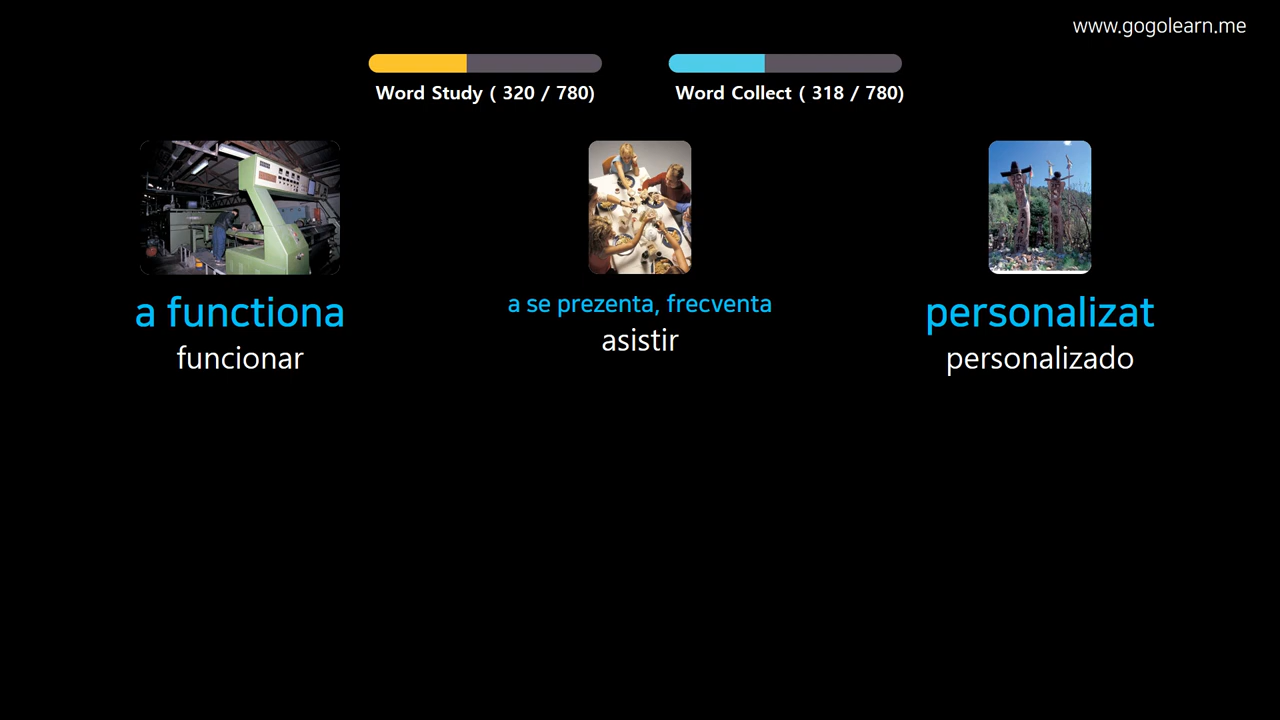 www.gogolearn.me
Word Study ( 320 / 780)
Word Collect ( 318 / 780)
a functiona
funcionar
a se prezenta, frecventa
asistir
personalizat
personalizado